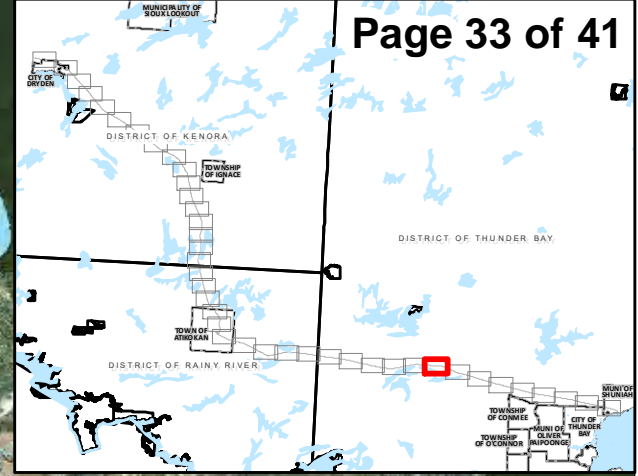 MUNICIPALITY OF
SIOUX LOOKOUT
Page 33 of 41
CITY OF
DRYDEN
DISTRICT OF KENORA
TOWNSHIP
OF IGNACE
DISTRICT OF THUNDER BAY
TOWN OF
ATIKOKAN
DISTRICT OF RAINY RIVER
MUNI OF
SHUNIAH
TOWNSHIP
OF CONMEE
CITY OF
THUNDER
BAY
MUNI OF
OLIVER
PAIPOONGE
TOWNSHIP
OF O'CONNOR